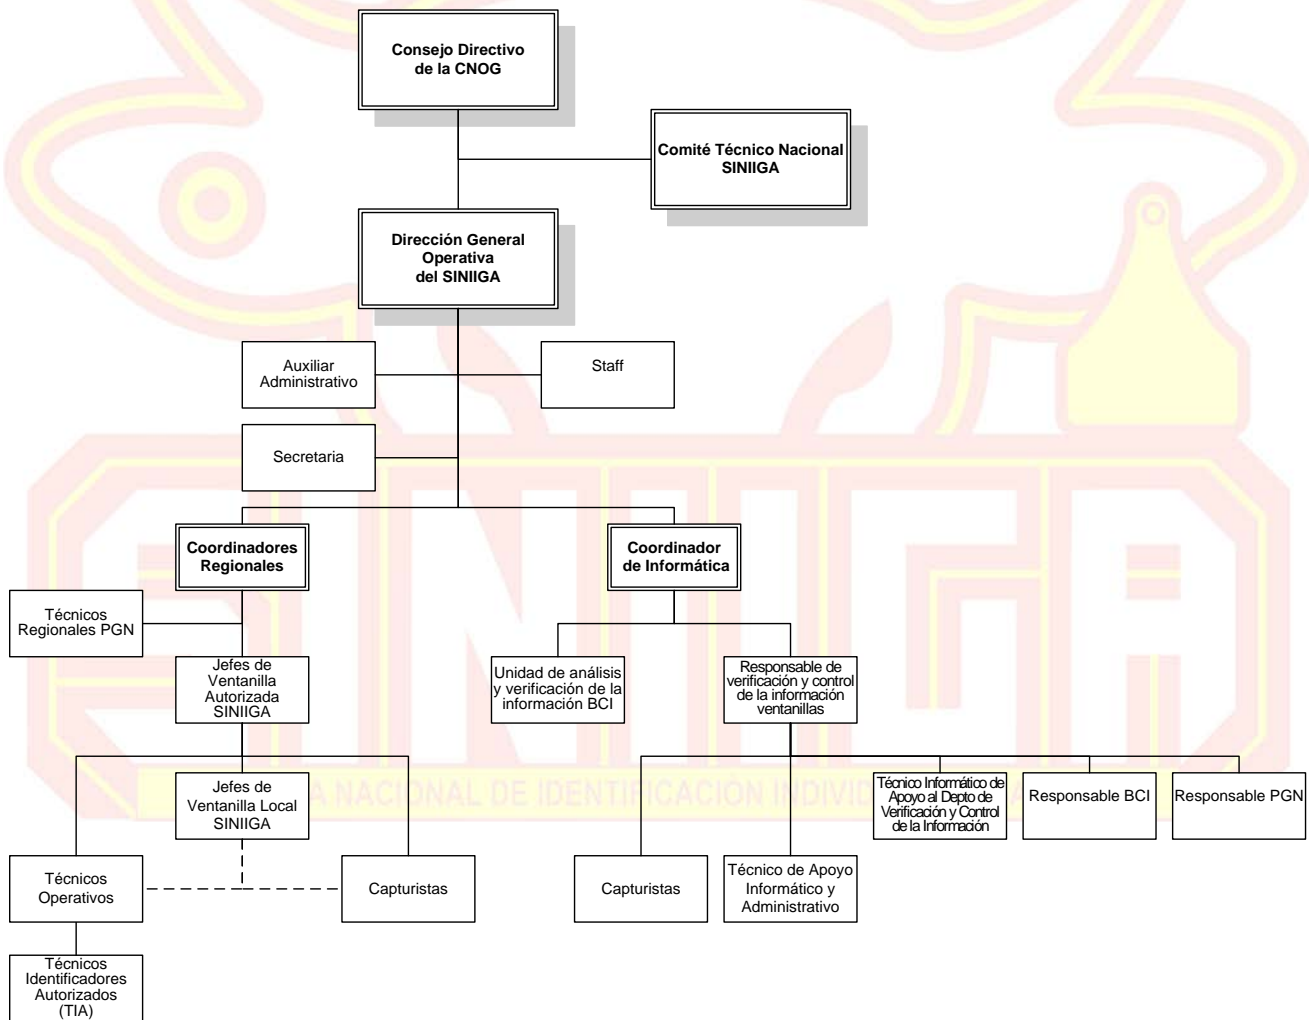 Consejo Directivo
de la CNOG
Comité Técnico Nacional
SINIIGA
Dirección General
Operativa
del SINIIGA
Auxiliar
Administrativo
Staff
Secretaria
Coordinadores
Regionales
Coordinador
de Informática
Técnicos
Regionales PGN
Jefes de
Ventanilla
Autorizada
SINIIGA
Unidad de análisis
y verificación de la
información BCI
Responsable de
verificación y control
de la información
ventanillas
Jefes de
Ventanilla Local
SINIIGA
Técnico Informático de
Apoyo al Depto de
Verificación y Control
de la Información
Responsable BCI
Responsable PGN
Técnicos
Operativos
Capturistas
Capturistas
Técnico de Apoyo
Informático y
Administrativo
Técnicos
Identificadores
Autorizados
(TIA)
SINIIGA
A NACIONAL DE IDENTIFICACIÓN